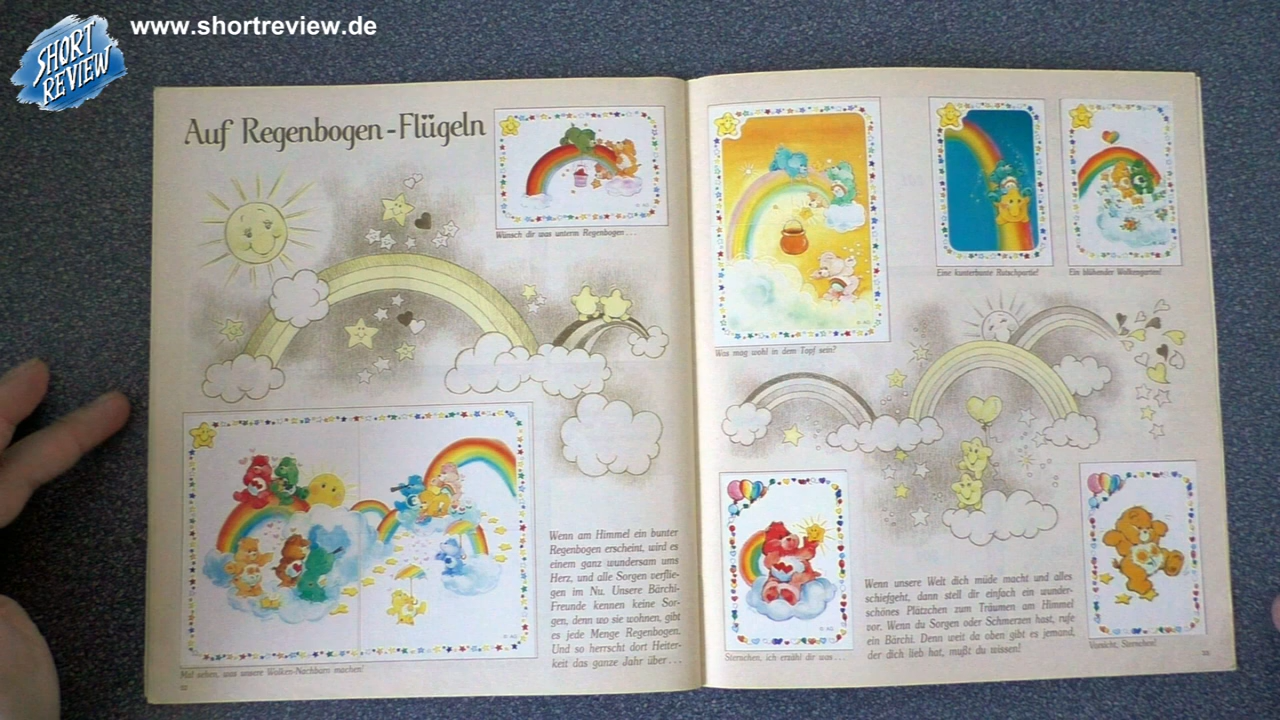 www.shortreview.de
SHORT
REVIEW
Auf Regenbogen-Flügeln
Wünsch dir was unterm Regenbogen...
Mal sehen, was unsere Wolken-Nachbarn machen!
Wenn am Himmel ein bunter
Regenbogen erscheint, wird es
einem ganz wundersam ums
Herz, und alle Sorgen verflie-
gen im Nu. Unsere Bärchi-
Freunde kennen keine Sor-
gen, denn wo sie wohnen, gibt
es jede Menge Regenbogen.
Und so herrscht dort Heiter-
keit das ganze Jahr über...
Was mag wohl in dem Topf sein?
Eine kunterbunte Rutschpartie!
Ein blühender Wolkengarten!
Sternchen, ich erzähl dir was...
Wenn unsere Welt dich müde macht und alles
schiefgeht, dann stell dir einfach ein wunder-
schönes Plätzchen zum Träumen am Himmel
vor. Wenn du Sorgen oder Schmerzen hast, rufe
ein Bärchi. Denn weit da oben gibt es jemand,
der dich lieb hat, mußt du wissen!
Vorsicht, Sternchen!